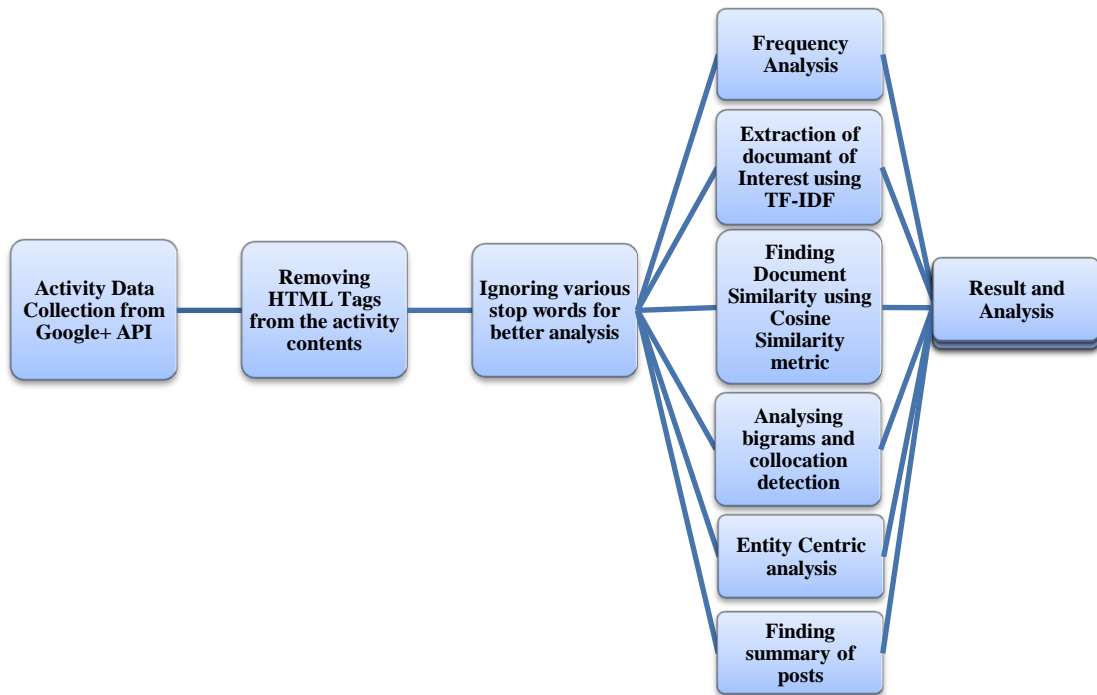 Activity Data
Collection from
Google+ API
Removing
HTML Tags
from the activity
contents
Ignoring various
stop words for
better analysis
Frequency
Analysis
Extraction of
documant of
Interest using
TF-IDF
Finding
Document
Similarity using
Cosine
Similarity
metric
Analysing
bigrams and
collocation
detection
Entity Centric
analysis
Finding
summary of
posts
Result and
Analysis